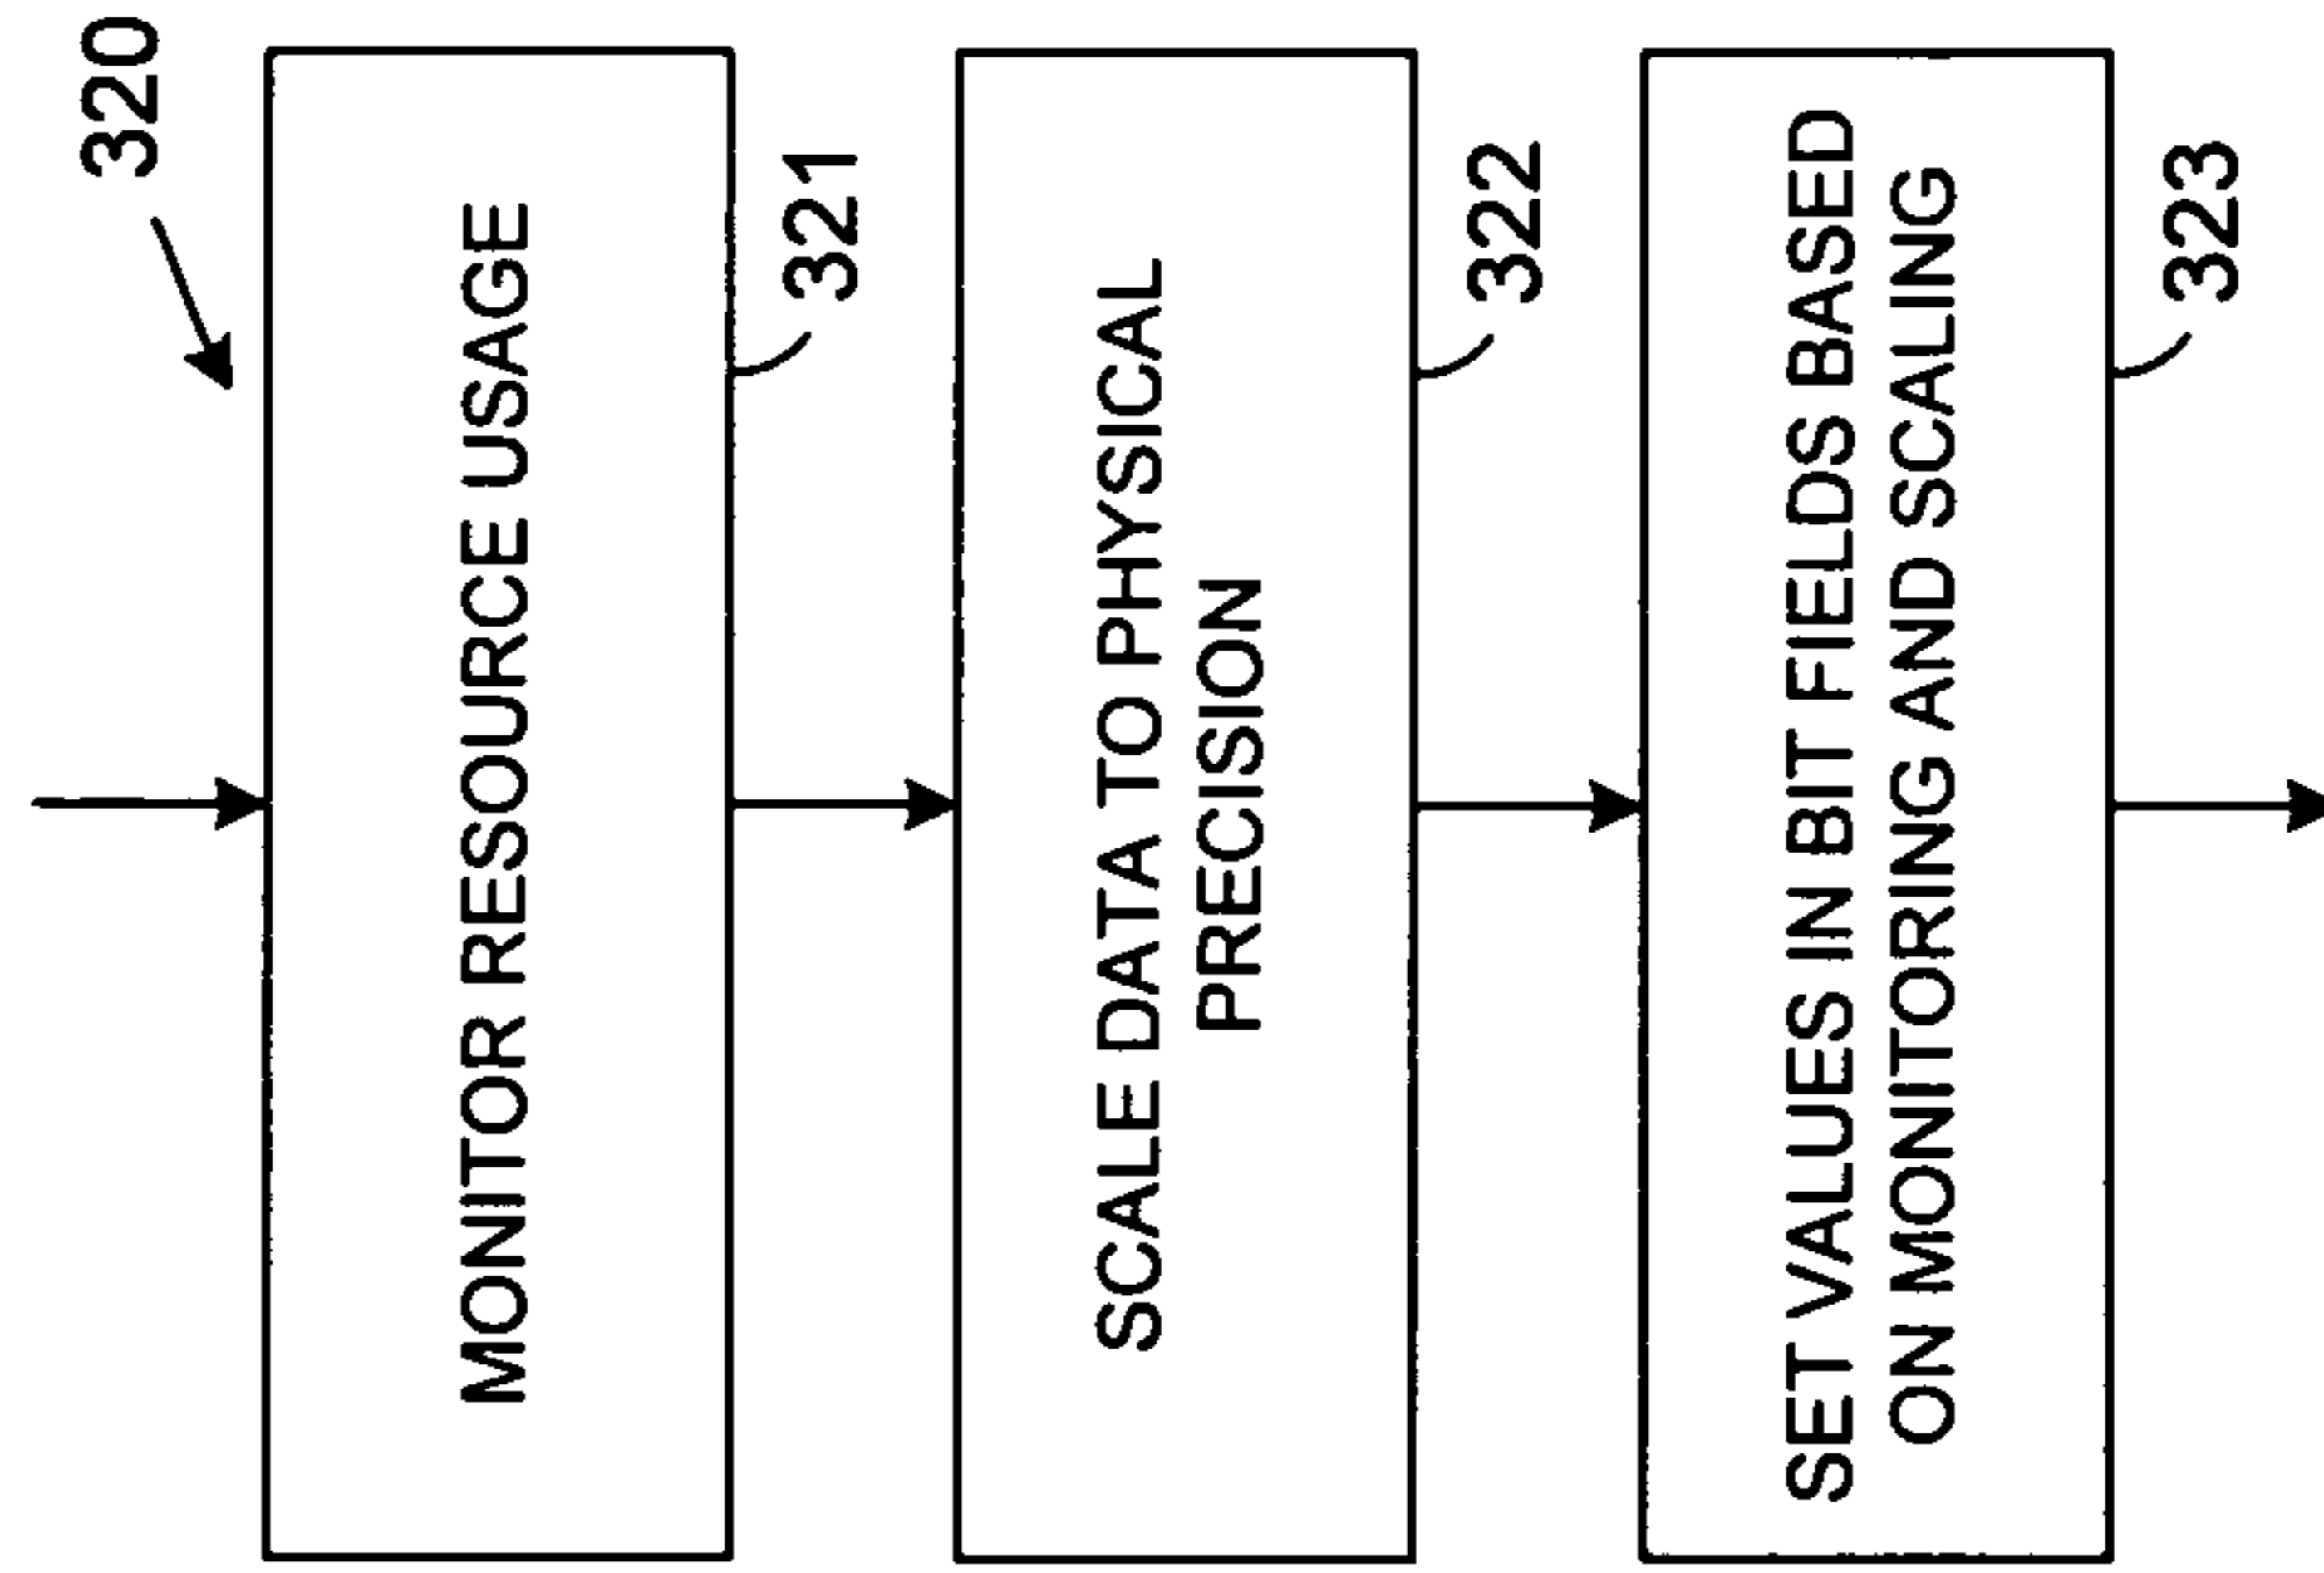 320
MONITOR RESOURCE USAGE
321
SCALE DATA TO PHYSICAL
PRECISION
322
SET VALUES IN BIT FIELDS BASED
ON MONITORING AND SCALING
323